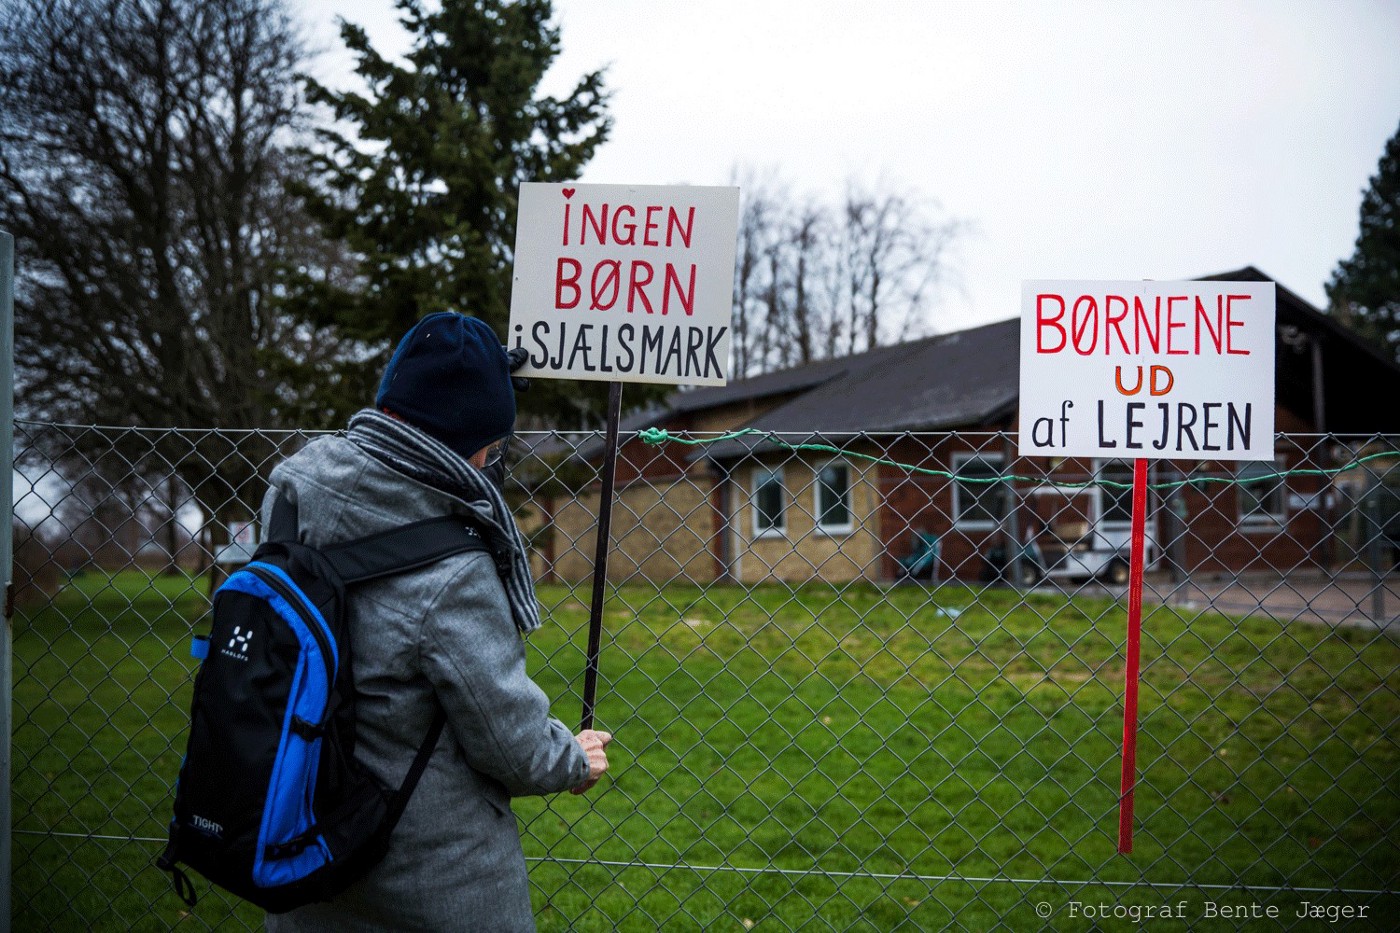 iNGEN
BØRN
i SJÆLSMARK
BØRNENE
UD
af LEJREN
HAGLÖFS
TIGHT
© Fotograf Bente Jæger